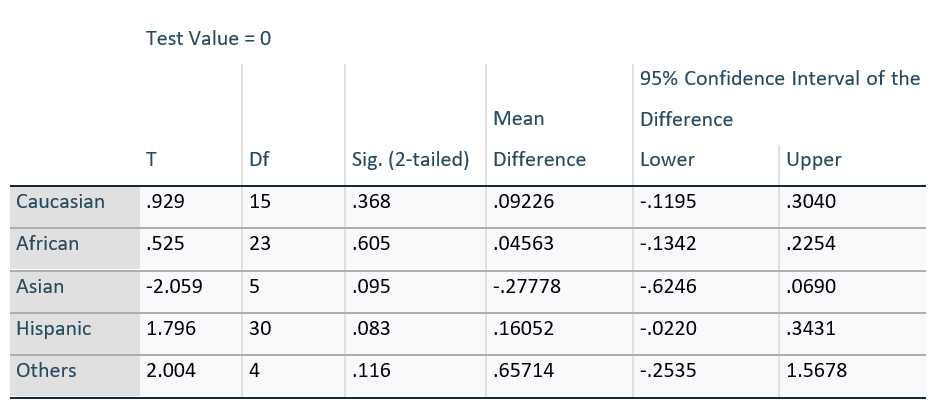 Test Value = 0
95% Confidence Interval of the
Mean Difference
T Df Sig. (2-tailed) Difference Lower Upper
Caucasian .929 15 .368 .09226 -.1195 .3040
African .525 23 .605 .04563 -.1342 .2254
Asian -2.059 5 .095 -.27778 -.6246 .0690
Hispanic 1.796 30 .083 .16052 -.0220 .3431
Others 2.004 4 .116 .65714 -.2535 1.5678